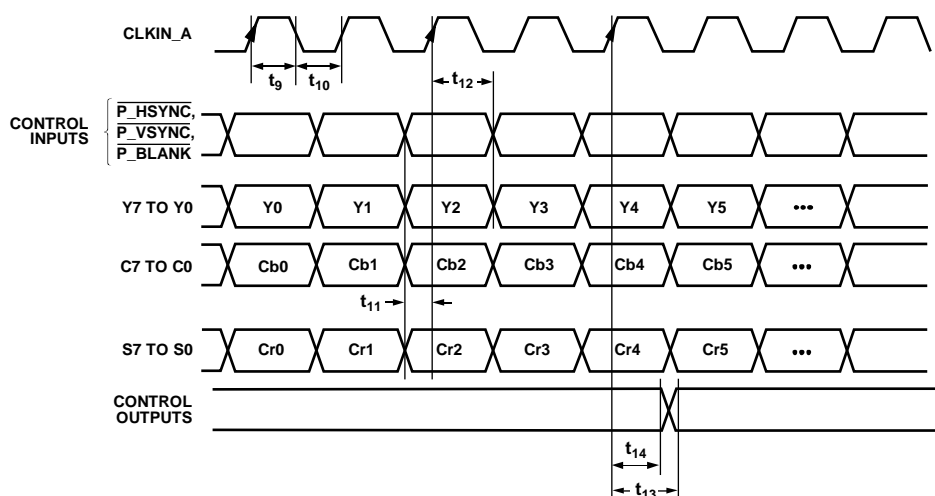 CLKIN_A
t9 t10 t12
CONTROL INPUTS
P_HSYNC,
P_VSYNC,
P_BLANK
Y7 TO Y0 Y0 Y1 Y2 Y3 Y4 Y5 •••
C7 TO C0 Cb0 Cb1 Cb2 Cb3 Cb4 Cb5 •••
t11
S7 TO S0 Cr0 Cr1 Cr2 Cr3 Cr4 Cr5 •••
CONTROL OUTPUTS
t14
t13